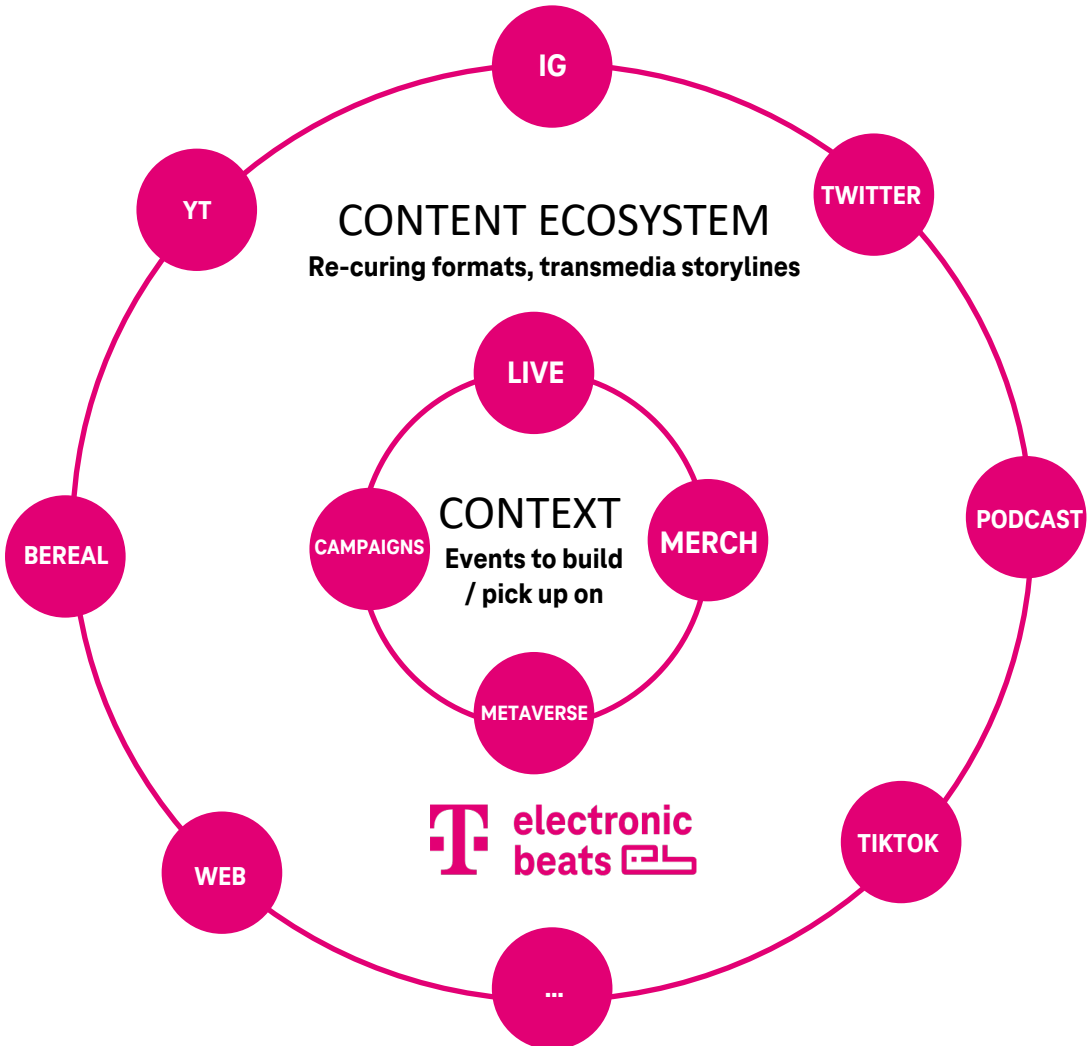 IG
YT
TWITTER
CONTENT ECOSYSTEM
Re-curing formats, transmedia storylines
LIVE
CONTEXT
Events to build
/ pick up on
CAMPAIGNS
MERCH
METAVERSE
BEREAL
PODCAST
T electronic
beats eb
WEB
TIKTOK
...